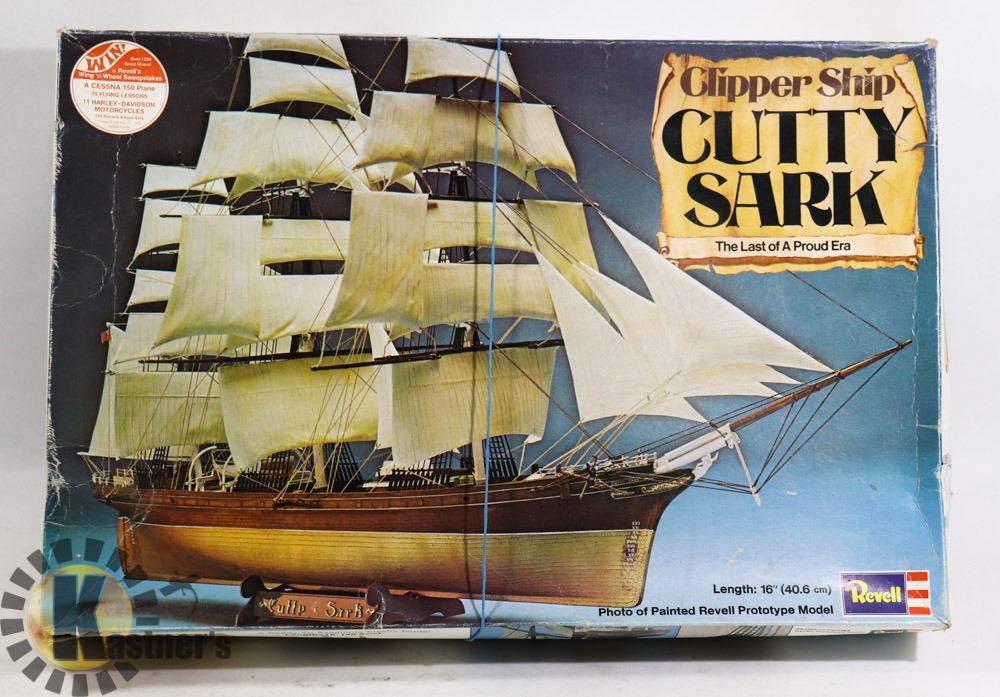 WIN!
Over 1200
Great Prizes!
in Revell's
Wing 'n' Wheel Sweepstakes
A CESSNA 150 Plane
75 FLYING LESSONS
11 HARLEY-DAVIDSON
MOTORCYCLES
Clipper Ship
CUTTY
SARK
The Last of A Proud Era
Cutty Sark
Length: 16" (40.6 cm)
Photo of Painted Revell Prototype Model
Revell
Kastner's